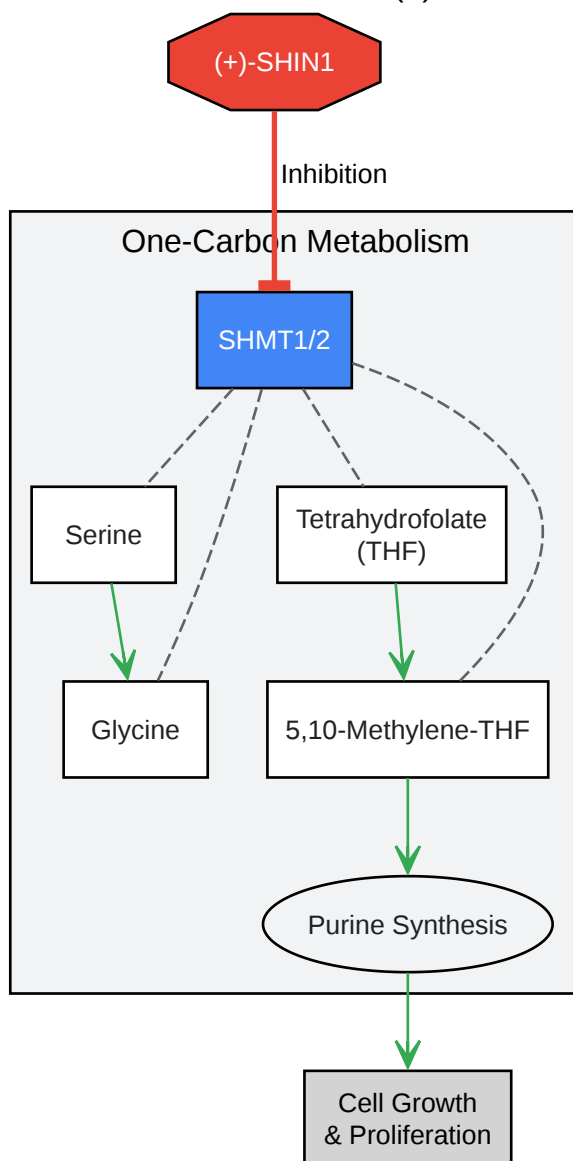 (+)-SHIN1
Inhibition
One-Carbon Metabolism
SHMT1/2
Serine
Tetrahydrofolate
(THF)
Glycine
5,10-Methylene-THF
Purine Synthesis
Cell Growth
& Proliferation